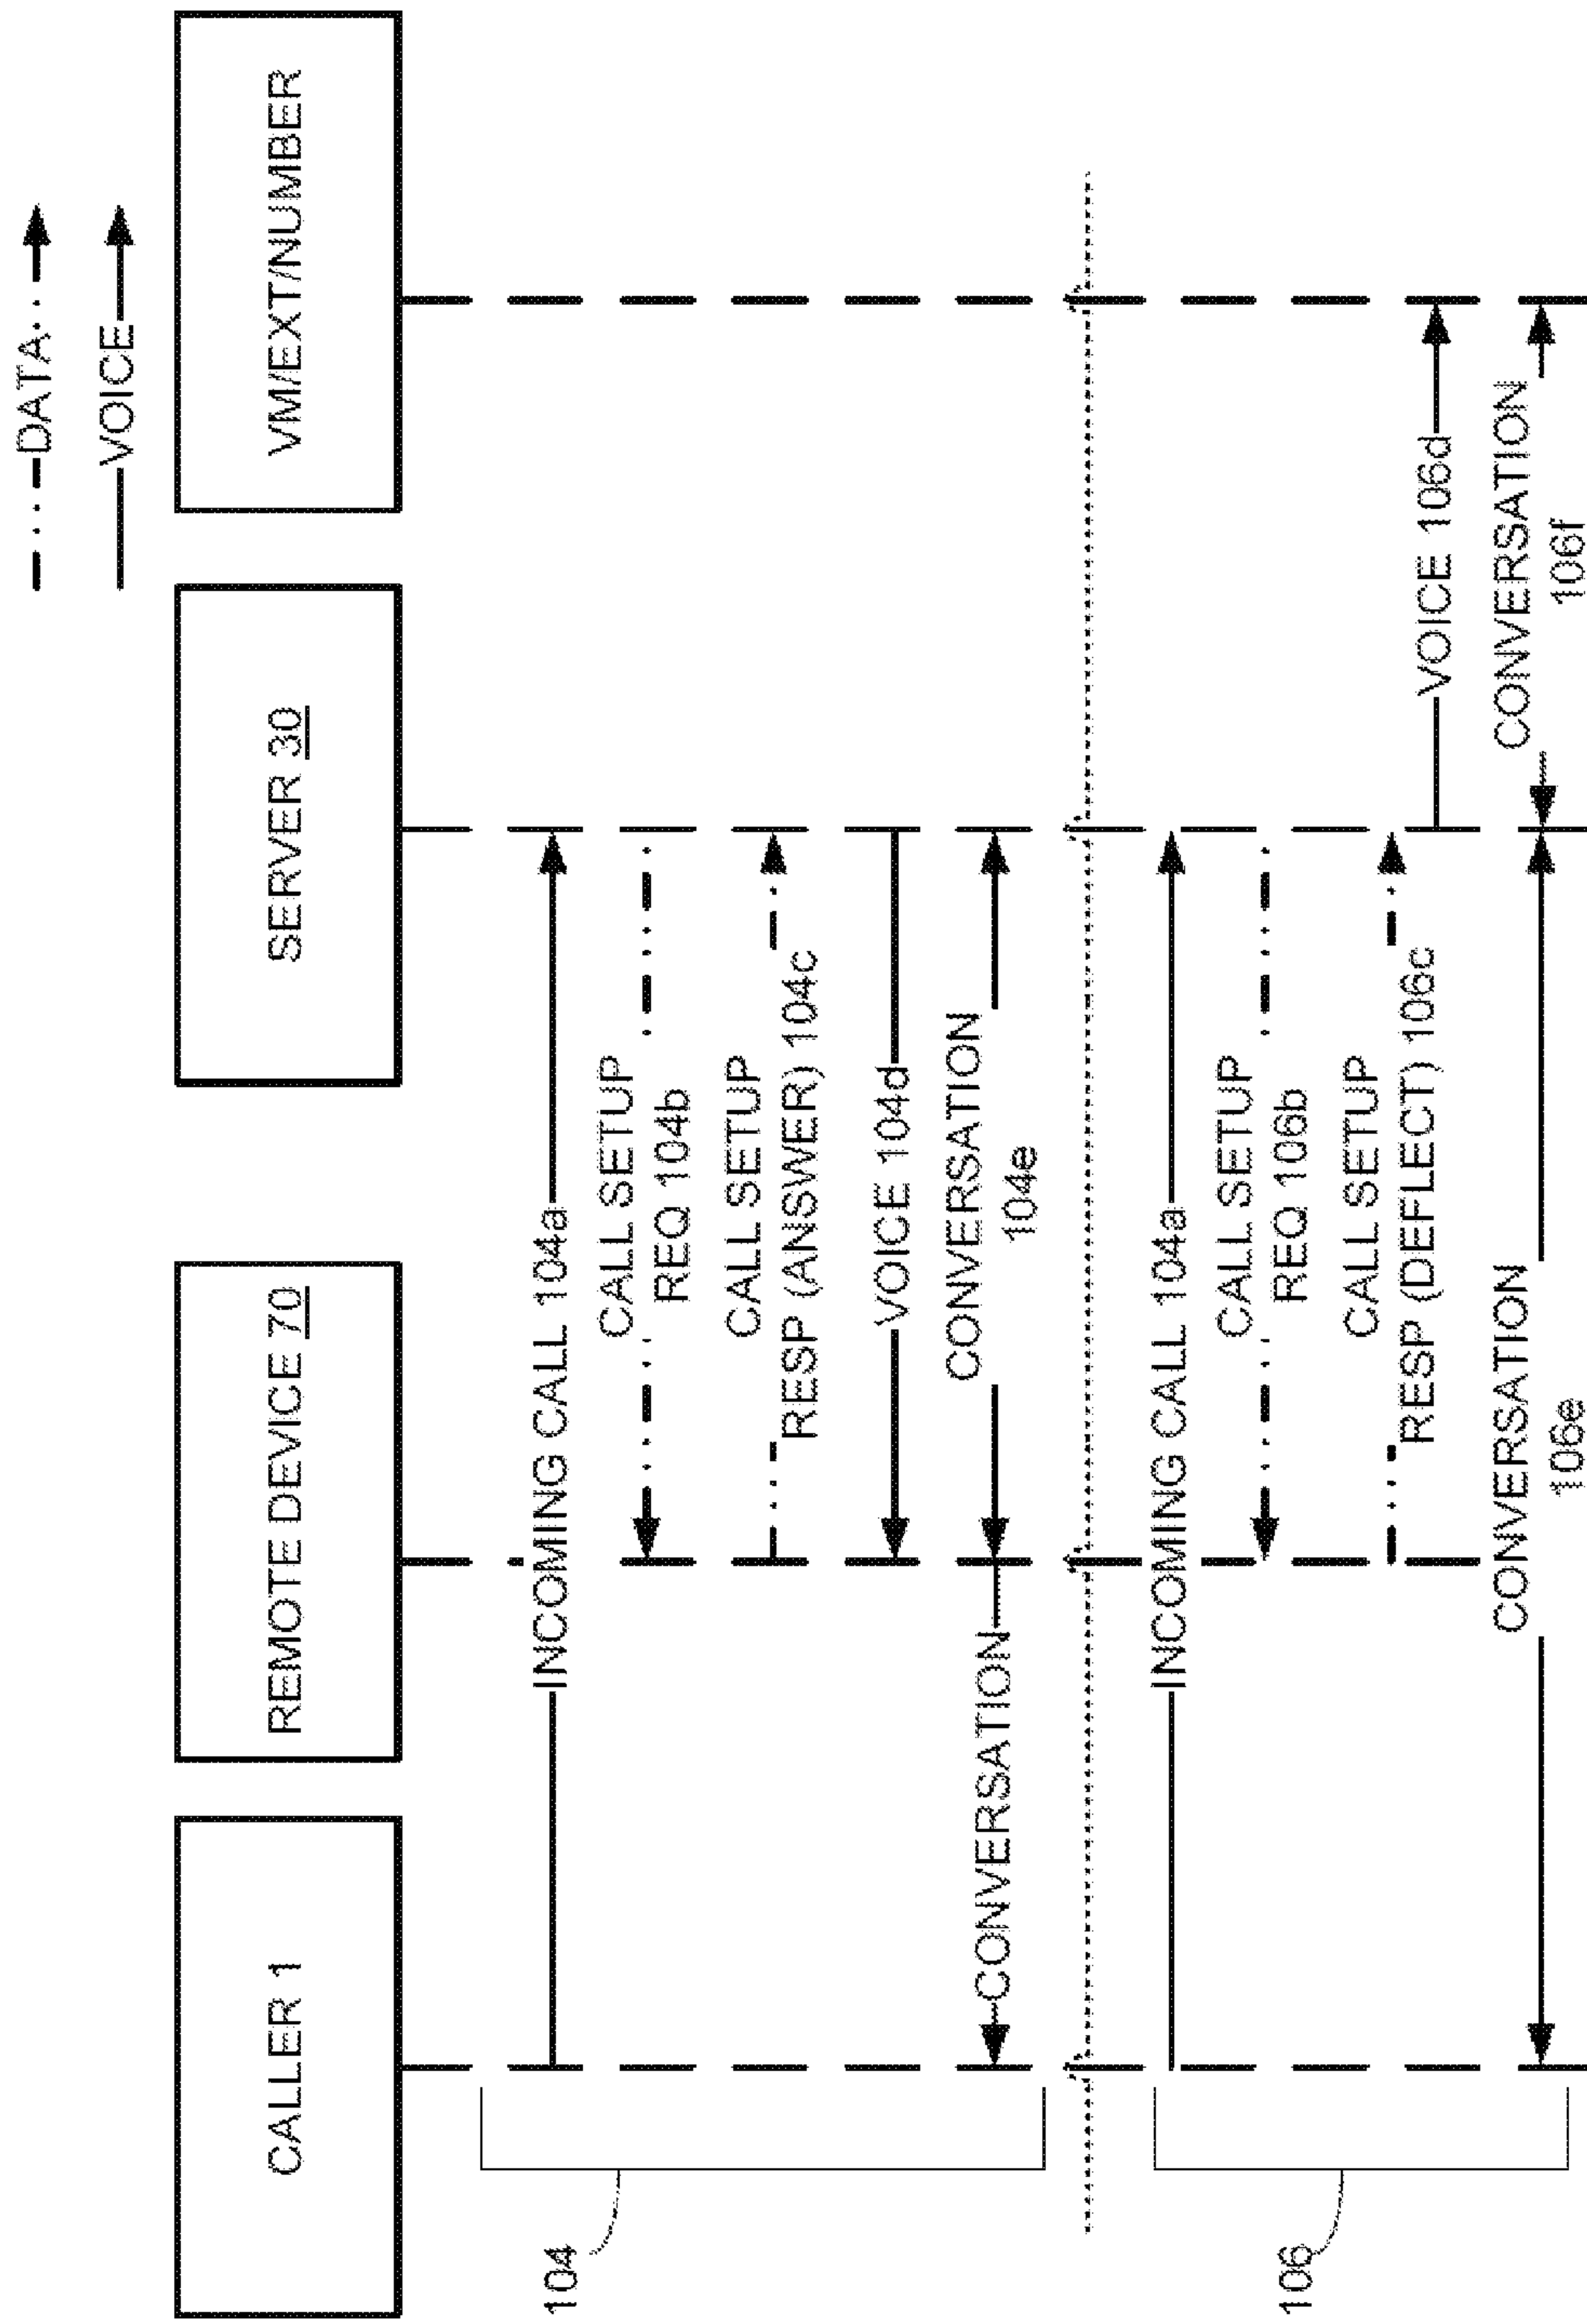 DATA
VOICE
CALLER 1
REMOTE DEVICE 70
SERVER 30
VM/EXT/NUMBER
104
INCOMING CALL 104a
CALL SETUP
REQ 104b
CALL SETUP
RESP (ANSWER) 104c
VOICE 104d
CONVERSATION
CONVERSATION
104e
106
INCOMING CALL 104a
CALL SETUP
REQ 106b
CALL SETUP
RESP (DEFLECT) 106c
VOICE 106d
CONVERSATION
106e
CONVERSATION
106f